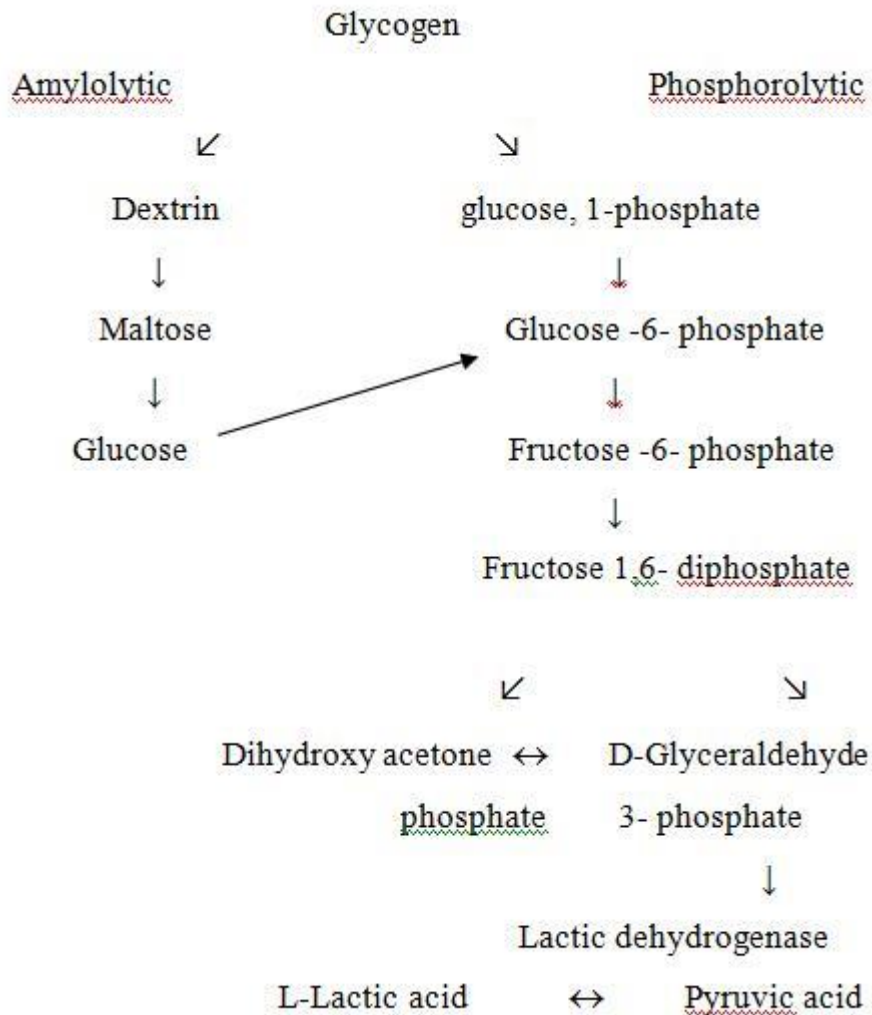 Glycogen
Amylolytic Phosphorolytic
↙ ↘
Dextrin glucose, 1-phosphate
↓ ↓
Maltose Glucose -6- phosphate
↓ ↓
Glucose Fructose -6- phosphate
↓
Fructose 1,6- diphosphate
↙ ↘
Dihydroxy acetone ↔ D-Glyceraldehyde
phosphate 3- phosphate
↓
Lactic dehydrogenase
L-Lactic acid ↔ Pyruvic acid